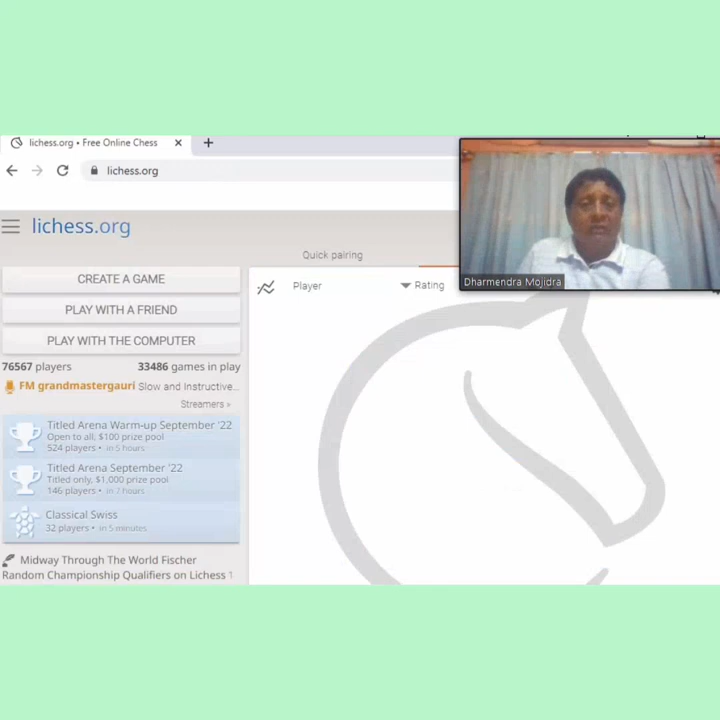 lichess.org • Free Online Chess
lichess.org
lichess.org
Quick pairing
Dharmendra Mojidra
CREATE A GAME
PLAY WITH A FRIEND
PLAY WITH THE COMPUTER
Player
Rating
76567 players 33486 games in play
FM grandmastergauri Slow and Instructive...
Streamers »
Titled Arena Warm-up September '22
Open to all, $100 prize pool
524 players • in 5 hours
Titled Arena September '22
Titled only, $1,000 prize pool
146 players • in 7 hours
Classical Swiss
32 players • in 5 minutes
Midway Through The World Fischer
Random Championship Qualifiers on Lichess 1